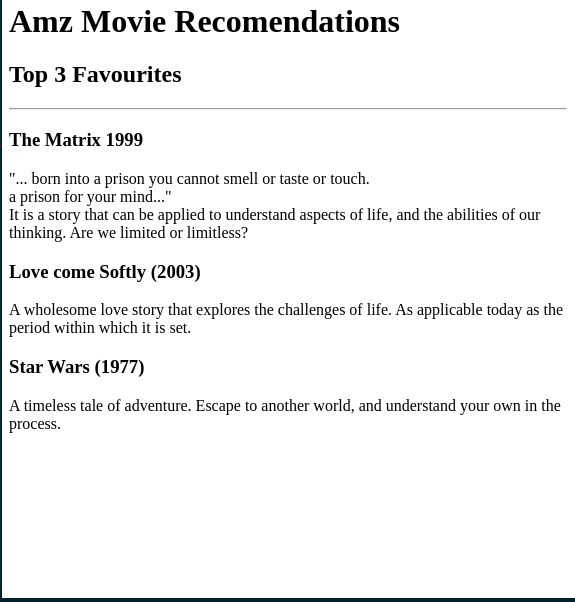 Amz Movie Recomendations
Top 3 Favourites
The Matrix 1999
"... born into a prison you cannot smell or taste or touch.
a prison for your mind..."
It is a story that can be applied to understand aspects of life, and the abilities of our
thinking. Are we limited or limitless?
Love come Softly (2003)
A wholesome love story that explores the challenges of life. As applicable today as the
period within which it is set.
Star Wars (1977)
A timeless tale of adventure. Escape to another world, and understand your own in the
process.